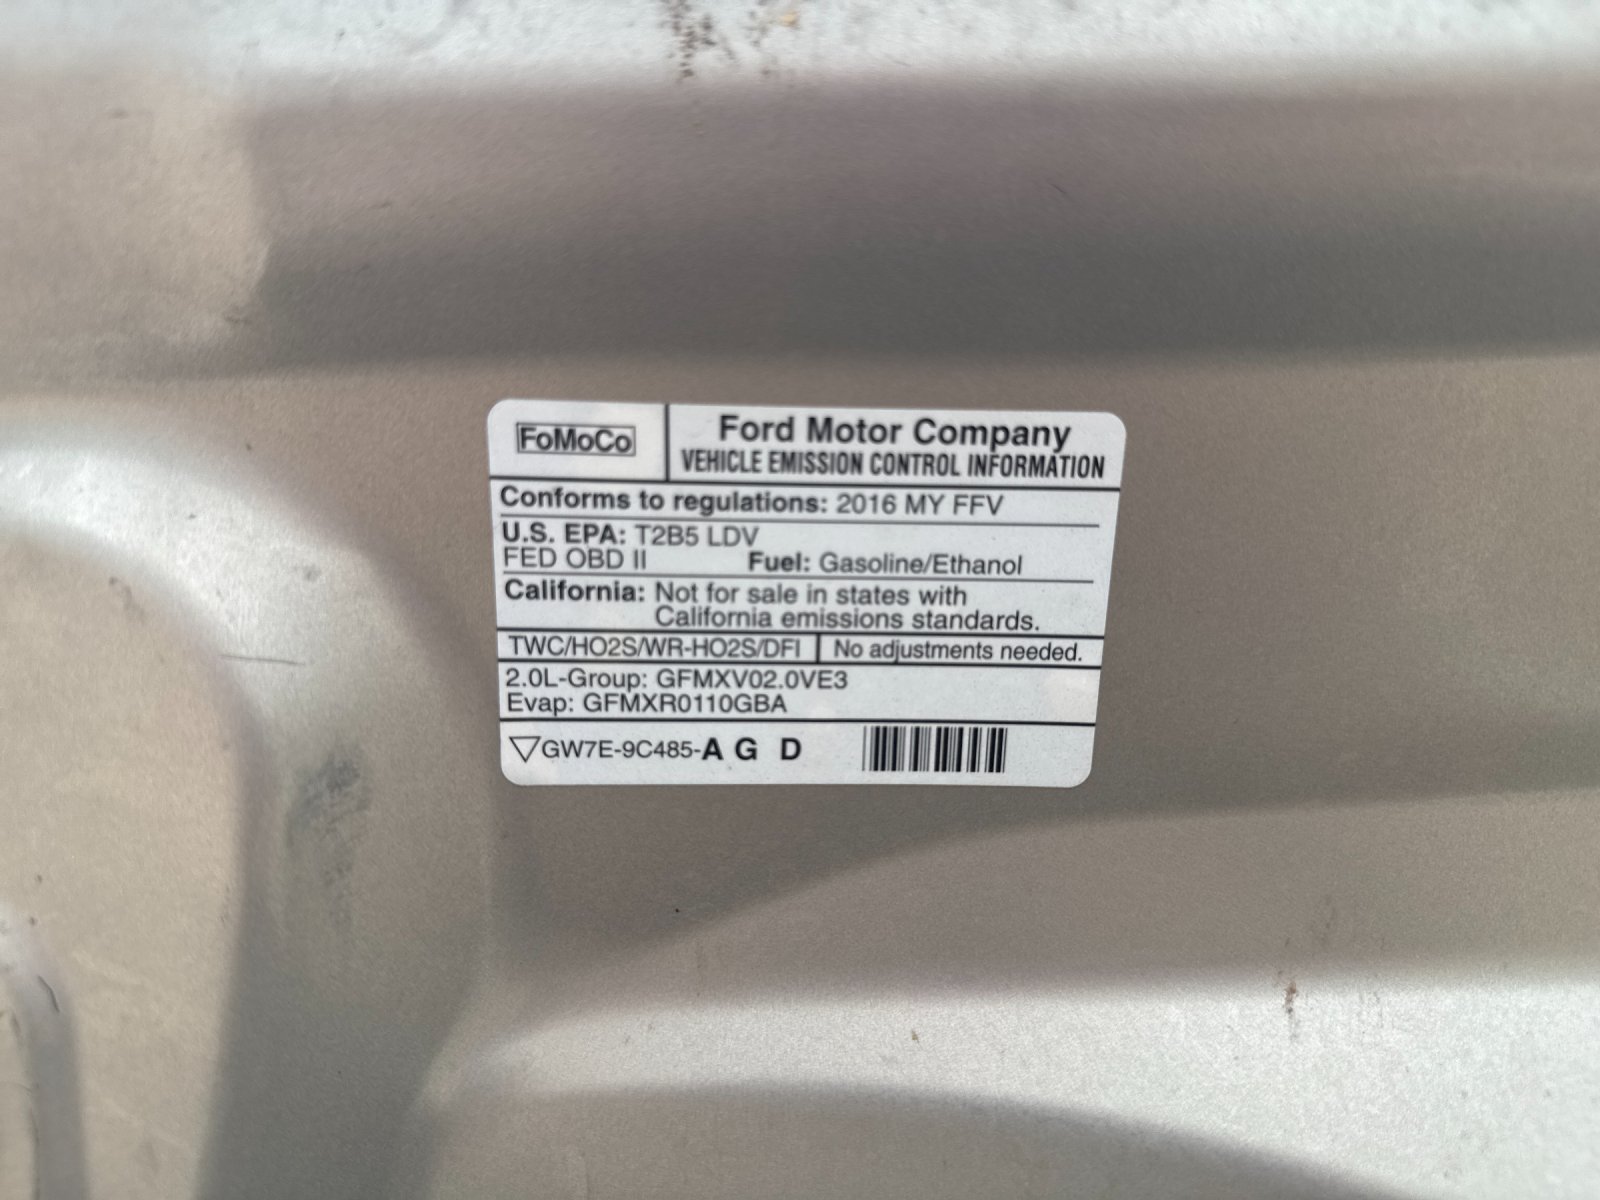 FoMoCo
Ford Motor Company
VEHICLE EMISSION CONTROL INFORMATION
Conforms to regulations: 2016 MY FFV
U.S. EPA: T2B5 LDV
FED OBD II Fuel: Gasoline/Ethanol
California: Not for sale in states with
California emissions standards.
TWC/HO2S/WR-HO2S/DFI No adjustments needed.
2.0L-Group: GFMXV02.0VE3
Evap: GFMXR0110GBA
GW7E-9C485-A G D